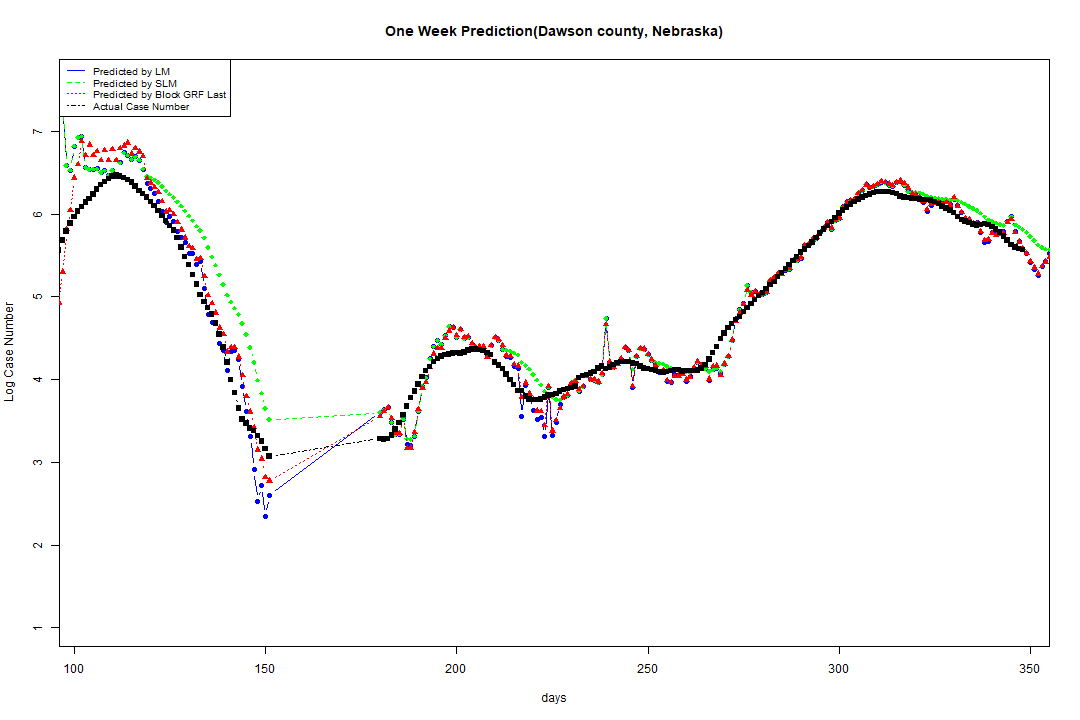 One Week Prediction(Dawson county, Nebraska)
Predicted by LM
Predicted by SLM
Predicted by Block GRF Last
Actual Case Number
7
6
5
4
3
2
1
Log Case Number
100 150 200 250 300 350
days